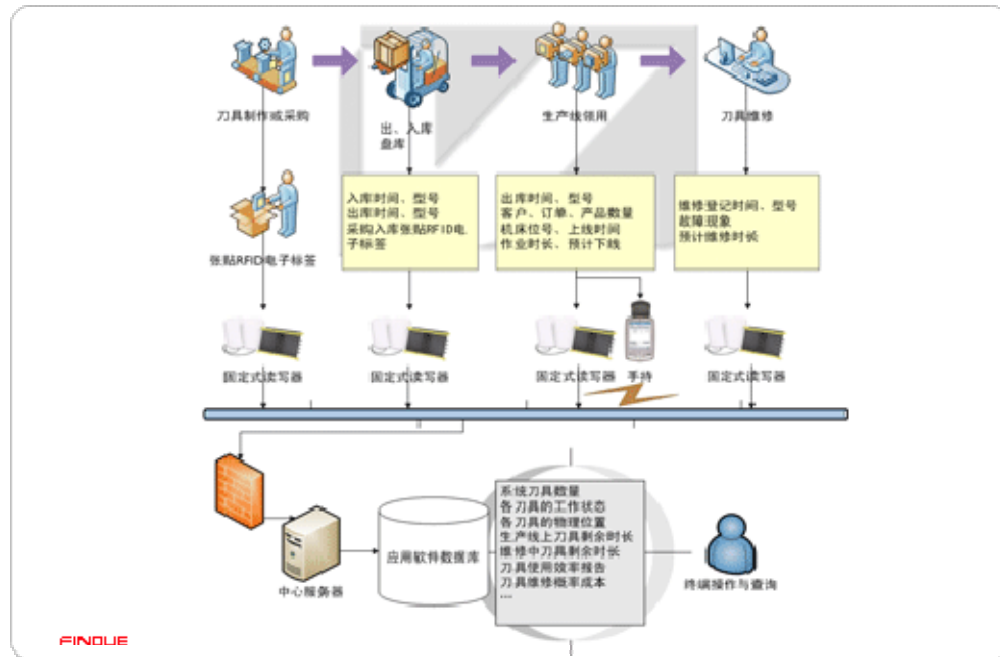 刀具制作或采购
出、入库
盘库
生产线领用
刀具维修
入库时间、型号
出库时间、型号
采购入库张贴RFID电
子标签
出库时间、型号
客户、订单、产品数量
机床位号、上线时间
作业时长、预计下线
维修登记时间、型号
故障现象
预计维修时长
张贴RFID电子标签
固定式读写器
固定式读写器
固定式读写器
手持
固定式读写器
系统刀具数量
各刀具的工作状态
各刀具的物理位置
生产线上刀具剩余时长
维修中刀具剩余时长
刀具使用效率报告
刀具维修概率成本
...
应用软件数据库
中心服务器
终端操作与查询
FINDUE